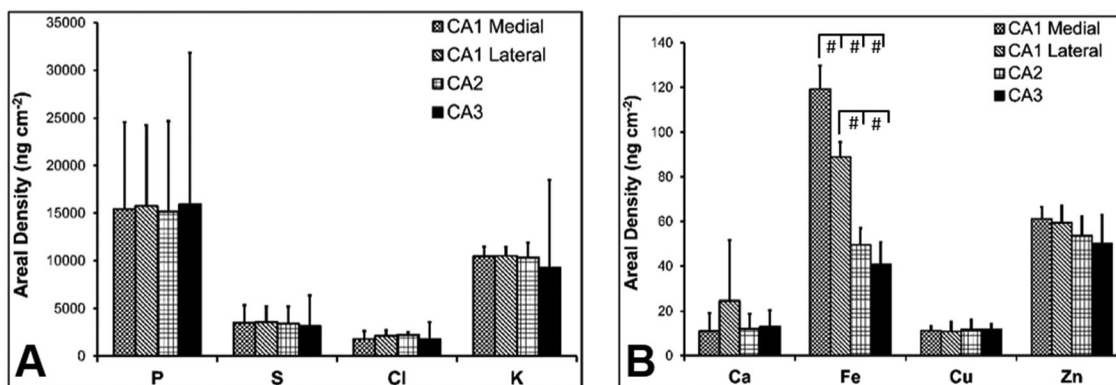 35000
30000
25000
20000
15000
10000
5000
0
Areal Density (ng cm-2)
CA1 Medial
CA1 Lateral
CA2
CA3
P S Cl K
A
140
120
100
80
60
40
20
0
Areal Density (ng cm-2)
CA1 Medial
CA1 Lateral
CA2
CA3
# # #
# #
Ca Fe Cu Zn
B